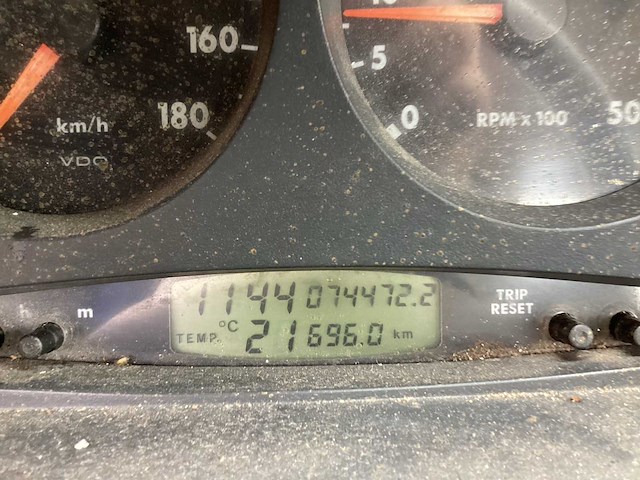 160
180
km/h
VDO
10
5
0
RPM x 100
50
h
m
1144 074472.2
TEMP. °C 21 696.0 km
TRIP
RESET